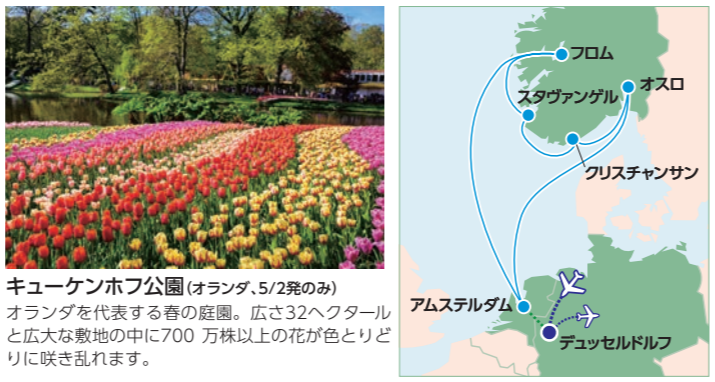 キューケンホフ公園(オランダ、5/2発のみ)
オランダを代表する春の庭園。広さ32ヘクタール
と広大な敷地の中に700 万株以上の花が色とりど
りに咲き乱れます。
フロム
オスロ
スタヴァンゲル
クリスチャンサン
アムステルダム
デュッセルドルフ